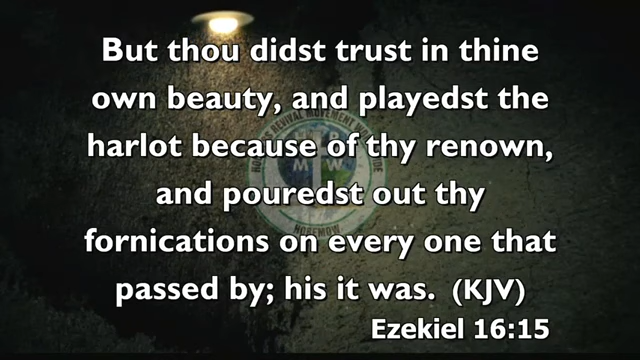 But thou didst trust in thine
own beauty, and playedst the
harlot because of thy renown,
and pouredst out thy
fornications on every one that
passed by; his it was. (KJV)
Ezekiel 16:15